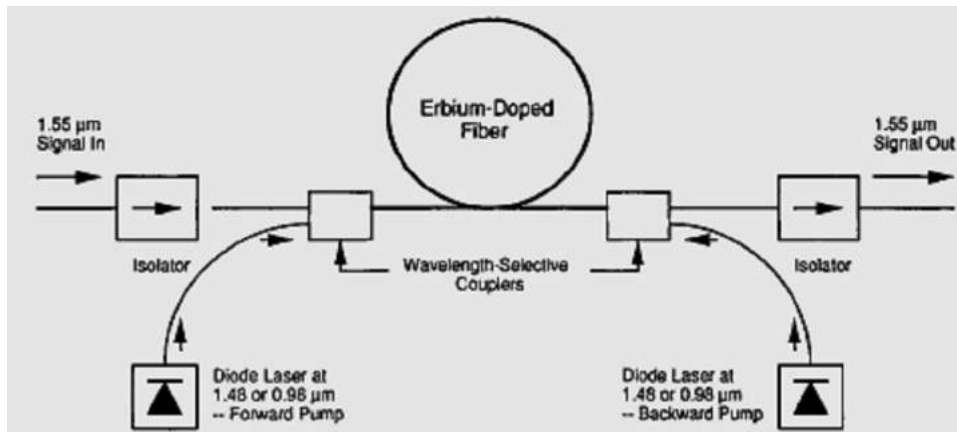 Erbium-Doped
Fiber
1.55 µm
Signal In
1.55 µm
Signal Out
Isolator
Wavelength-Selective
Couplers
Isolator
Diode Laser at
1.48 or 0.98 µm
-- Forward Pump
Diode Laser at
1.48 or 0.98 µm
-- Backward Pump